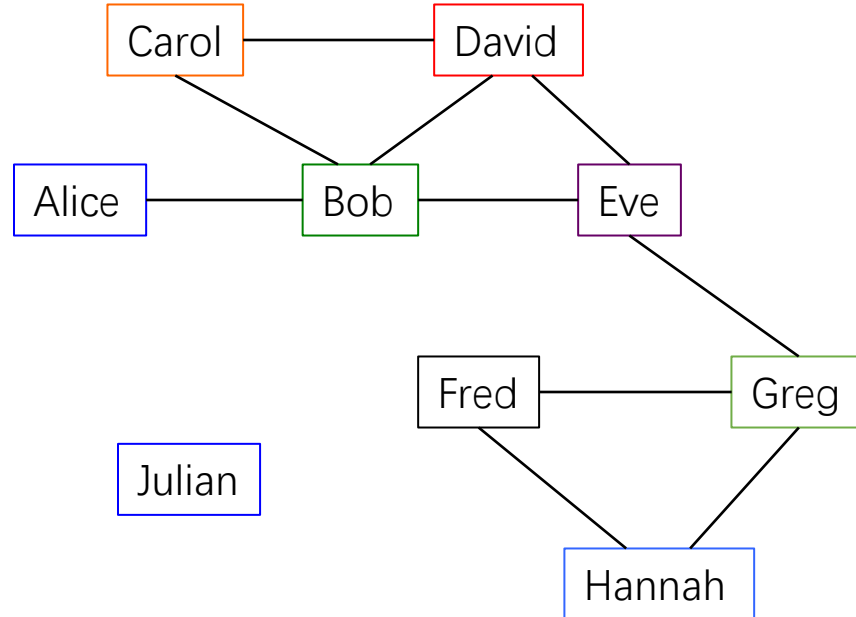 Carol
David
Alice
Bob
Eve
Fred
Greg
Julian
Hannah